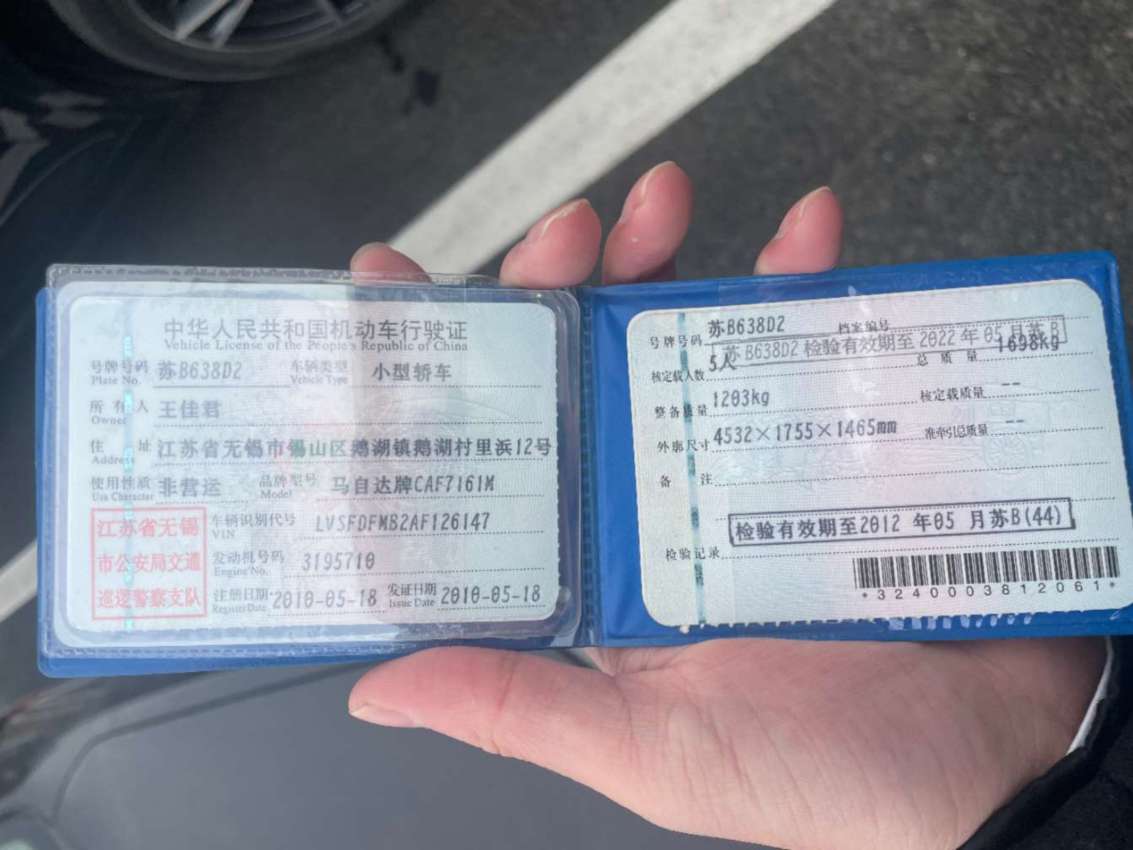 中华人民共和国机动车行驶证
Vehicle License of the People's Republic of China
号牌号码 苏B638D2 车辆类型 小型轿车
Plate No. Vehicle Type
所有人 王佳君
Owner
住址 江苏省无锡市锡山区鹅湖镇鹅湖村里浜12号
Address
使用性质 非营运 品牌型号 马自达牌CAF7161M
Use Character Model
江苏省无锡市公安局交通巡逻警察支队
车辆识别代号 LVSFDFMB2AF126147
VIN
发动机号码 3195710
Engine No.
注册日期 2010-05-18 发证日期 2010-05-18
Register Date Issue Date
号牌号码 苏B638D2 档案编号
苏B638D2 检验有效期至 2022 年 05 月苏B
核定载人数 5人 总质量 1698kg
整备质量 1203kg 核定载质量 --
外廓尺寸 4532×1755×1465mm 准牵引总质量 --
备注
检验有效期至2012 年05 月苏B(44)
检验记录
*3240003812061*